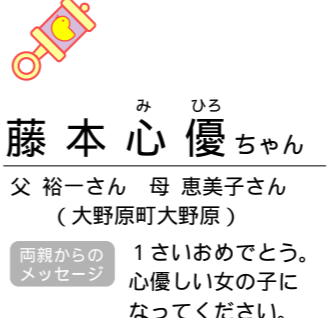 み ひろ
藤本心優ちゃん
父 裕一さん 母 恵美子さん
(大野原町大野原)
両親からの
メッセージ
1さいおめでとう。
心優しい女の子に
なってください。